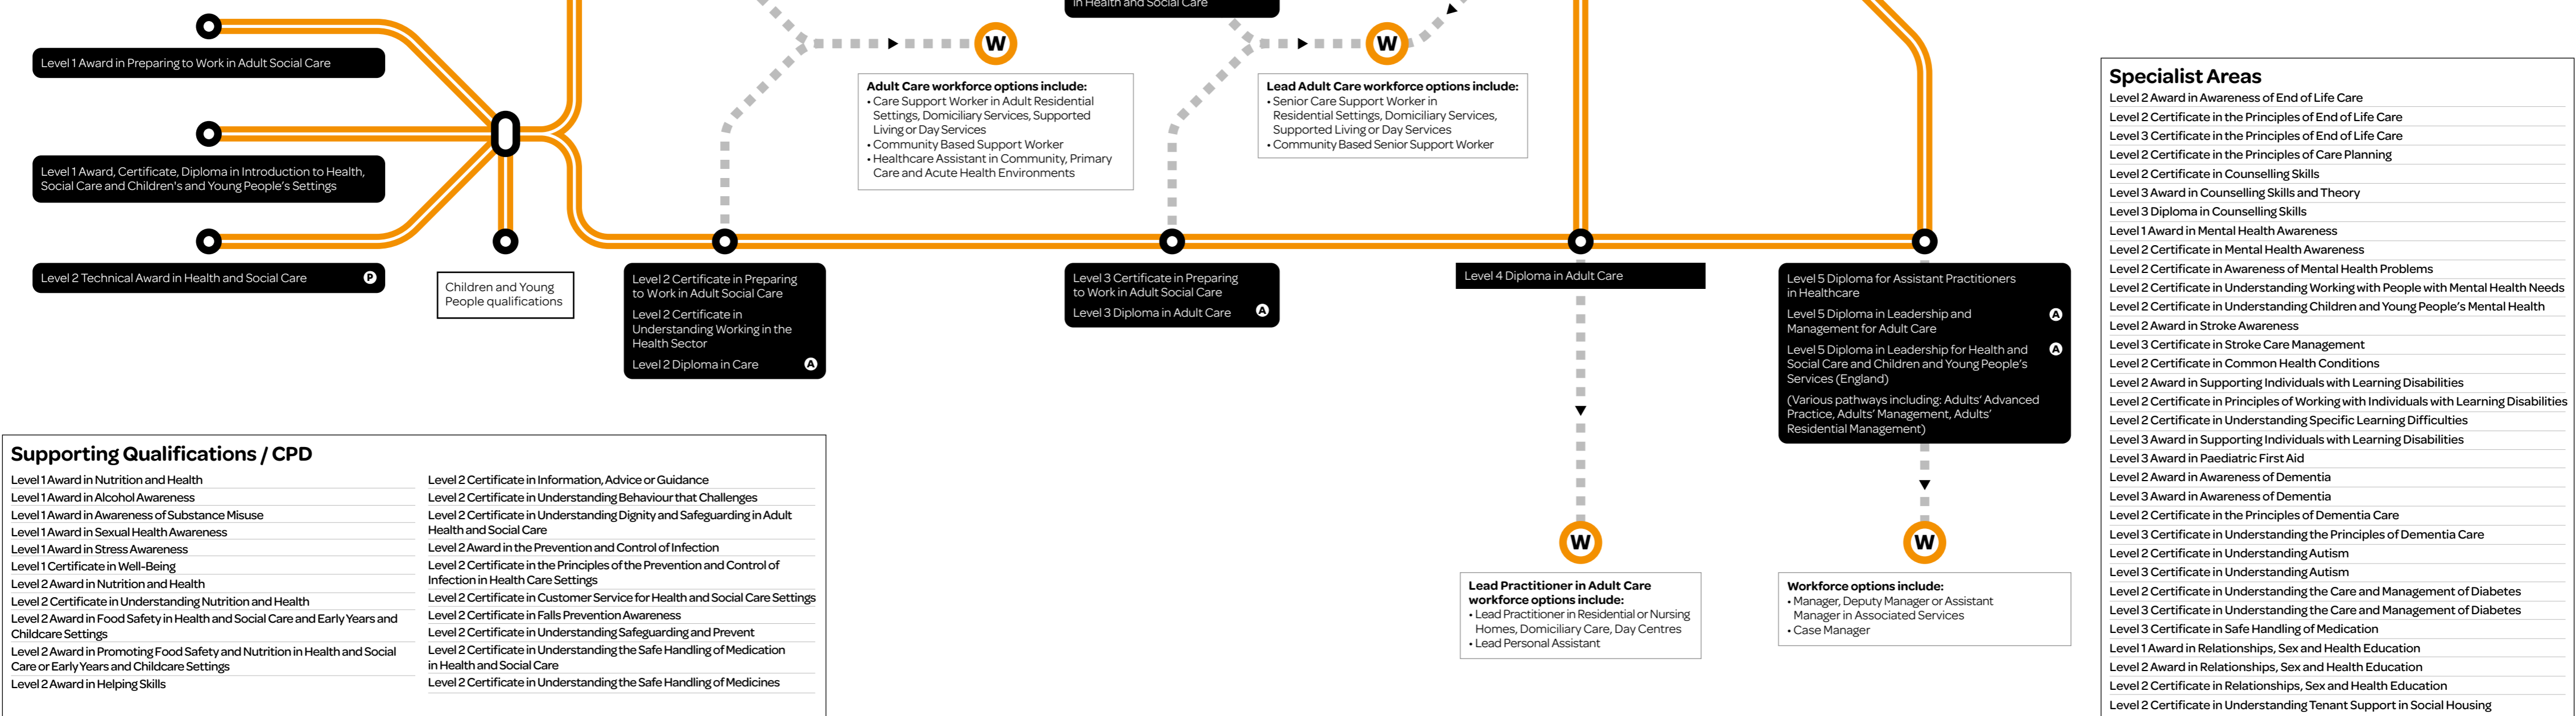 in Health and Social Care
Level 1 Award in Preparing to Work in Adult Social Care
Level 1 Award, Certificate, Diploma in Introduction to Health,
Social Care and Children's and Young People's Settings
Level 2 Technical Award in Health and Social Care
P
Children and Young
People qualifications
W
Adult Care workforce options include:
• Care Support Worker in Adult Residential
Settings, Domiciliary Services, Supported
Living or Day Services
• Community Based Support Worker
• Healthcare Assistant in Community, Primary
Care and Acute Health Environments
W
Lead Adult Care workforce options include:
• Senior Care Support Worker in
Residential Settings, Domiciliary Services,
Supported Living or Day Services
• Community Based Senior Support Worker
Level 2 Certificate in Preparing
to Work in Adult Social Care
Level 2 Certificate in
Understanding Working in the
Health Sector
Level 2 Diploma in Care
A
Level 3 Certificate in Preparing
to Work in Adult Social Care
Level 3 Diploma in Adult Care
A
Level 4 Diploma in Adult Care
Level 5 Diploma for Assistant Practitioners
in Healthcare
Level 5 Diploma in Leadership and
Management for Adult Care
A
Level 5 Diploma in Leadership for Health and
Social Care and Children and Young People's
Services (England)
A
(Various pathways including: Adults' Advanced
Practice, Adults' Management, Adults'
Residential Management)
W
Lead Practitioner in Adult Care
workforce options include:
• Lead Practitioner in Residential or Nursing
Homes, Domiciliary Care, Day Centres
• Lead Personal Assistant
W
Workforce options include:
• Manager, Deputy Manager or Assistant
Manager in Associated Services
• Case Manager
Supporting Qualifications / CPD
Level 1 Award in Nutrition and Health
Level 1 Award in Alcohol Awareness
Level 1 Award in Awareness of Substance Misuse
Level 1 Award in Sexual Health Awareness
Level 1 Award in Stress Awareness
Level 1 Certificate in Well-Being
Level 2 Award in Nutrition and Health
Level 2 Certificate in Understanding Nutrition and Health
Level 2 Award in Food Safety in Health and Social Care and Early Years and
Childcare Settings
Level 2 Award in Promoting Food Safety and Nutrition in Health and Social
Care or Early Years and Childcare Settings
Level 2 Award in Helping Skills
Level 2 Certificate in Information, Advice or Guidance
Level 2 Certificate in Understanding Behaviour that Challenges
Level 2 Certificate in Understanding Dignity and Safeguarding in Adult
Health and Social Care
Level 2 Award in the Prevention and Control of Infection
Level 2 Certificate in the Principles of the Prevention and Control of
Infection in Health Care Settings
Level 2 Certificate in Customer Service for Health and Social Care Settings
Level 2 Certificate in Falls Prevention Awareness
Level 2 Certificate in Understanding Safeguarding and Prevent
Level 2 Certificate in Understanding the Safe Handling of Medication
in Health and Social Care
Level 2 Certificate in Understanding the Safe Handling of Medicines
Specialist Areas
Level 2 Award in Awareness of End of Life Care
Level 2 Certificate in the Principles of End of Life Care
Level 3 Certificate in the Principles of End of Life Care
Level 2 Certificate in the Principles of Care Planning
Level 2 Certificate in Counselling Skills
Level 3 Award in Counselling Skills and Theory
Level 3 Diploma in Counselling Skills
Level 1 Award in Mental Health Awareness
Level 2 Certificate in Mental Health Awareness
Level 2 Certificate in Awareness of Mental Health Problems
Level 2 Certificate in Understanding Working with People with Mental Health Needs
Level 2 Certificate in Understanding Children and Young People's Mental Health
Level 2 Award in Stroke Awareness
Level 3 Certificate in Stroke Care Management
Level 2 Certificate in Common Health Conditions
Level 2 Award in Supporting Individuals with Learning Disabilities
Level 2 Certificate in Principles of Working with Individuals with Learning Disabilities
Level 2 Certificate in Understanding Specific Learning Difficulties
Level 3 Award in Supporting Individuals with Learning Disabilities
Level 3 Award in Paediatric First Aid
Level 2 Award in Awareness of Dementia
Level 3 Award in Awareness of Dementia
Level 2 Certificate in the Principles of Dementia Care
Level 3 Certificate in Understanding the Principles of Dementia Care
Level 2 Certificate in Understanding Autism
Level 3 Certificate in Understanding Autism
Level 2 Certificate in Understanding the Care and Management of Diabetes
Level 3 Certificate in Understanding the Care and Management of Diabetes
Level 3 Certificate in Safe Handling of Medication
Level 1 Award in Relationships, Sex and Health Education
Level 2 Award in Relationships, Sex and Health Education
Level 2 Certificate in Relationships, Sex and Health Education
Level 2 Certificate in Understanding Tenant Support in Social Housing